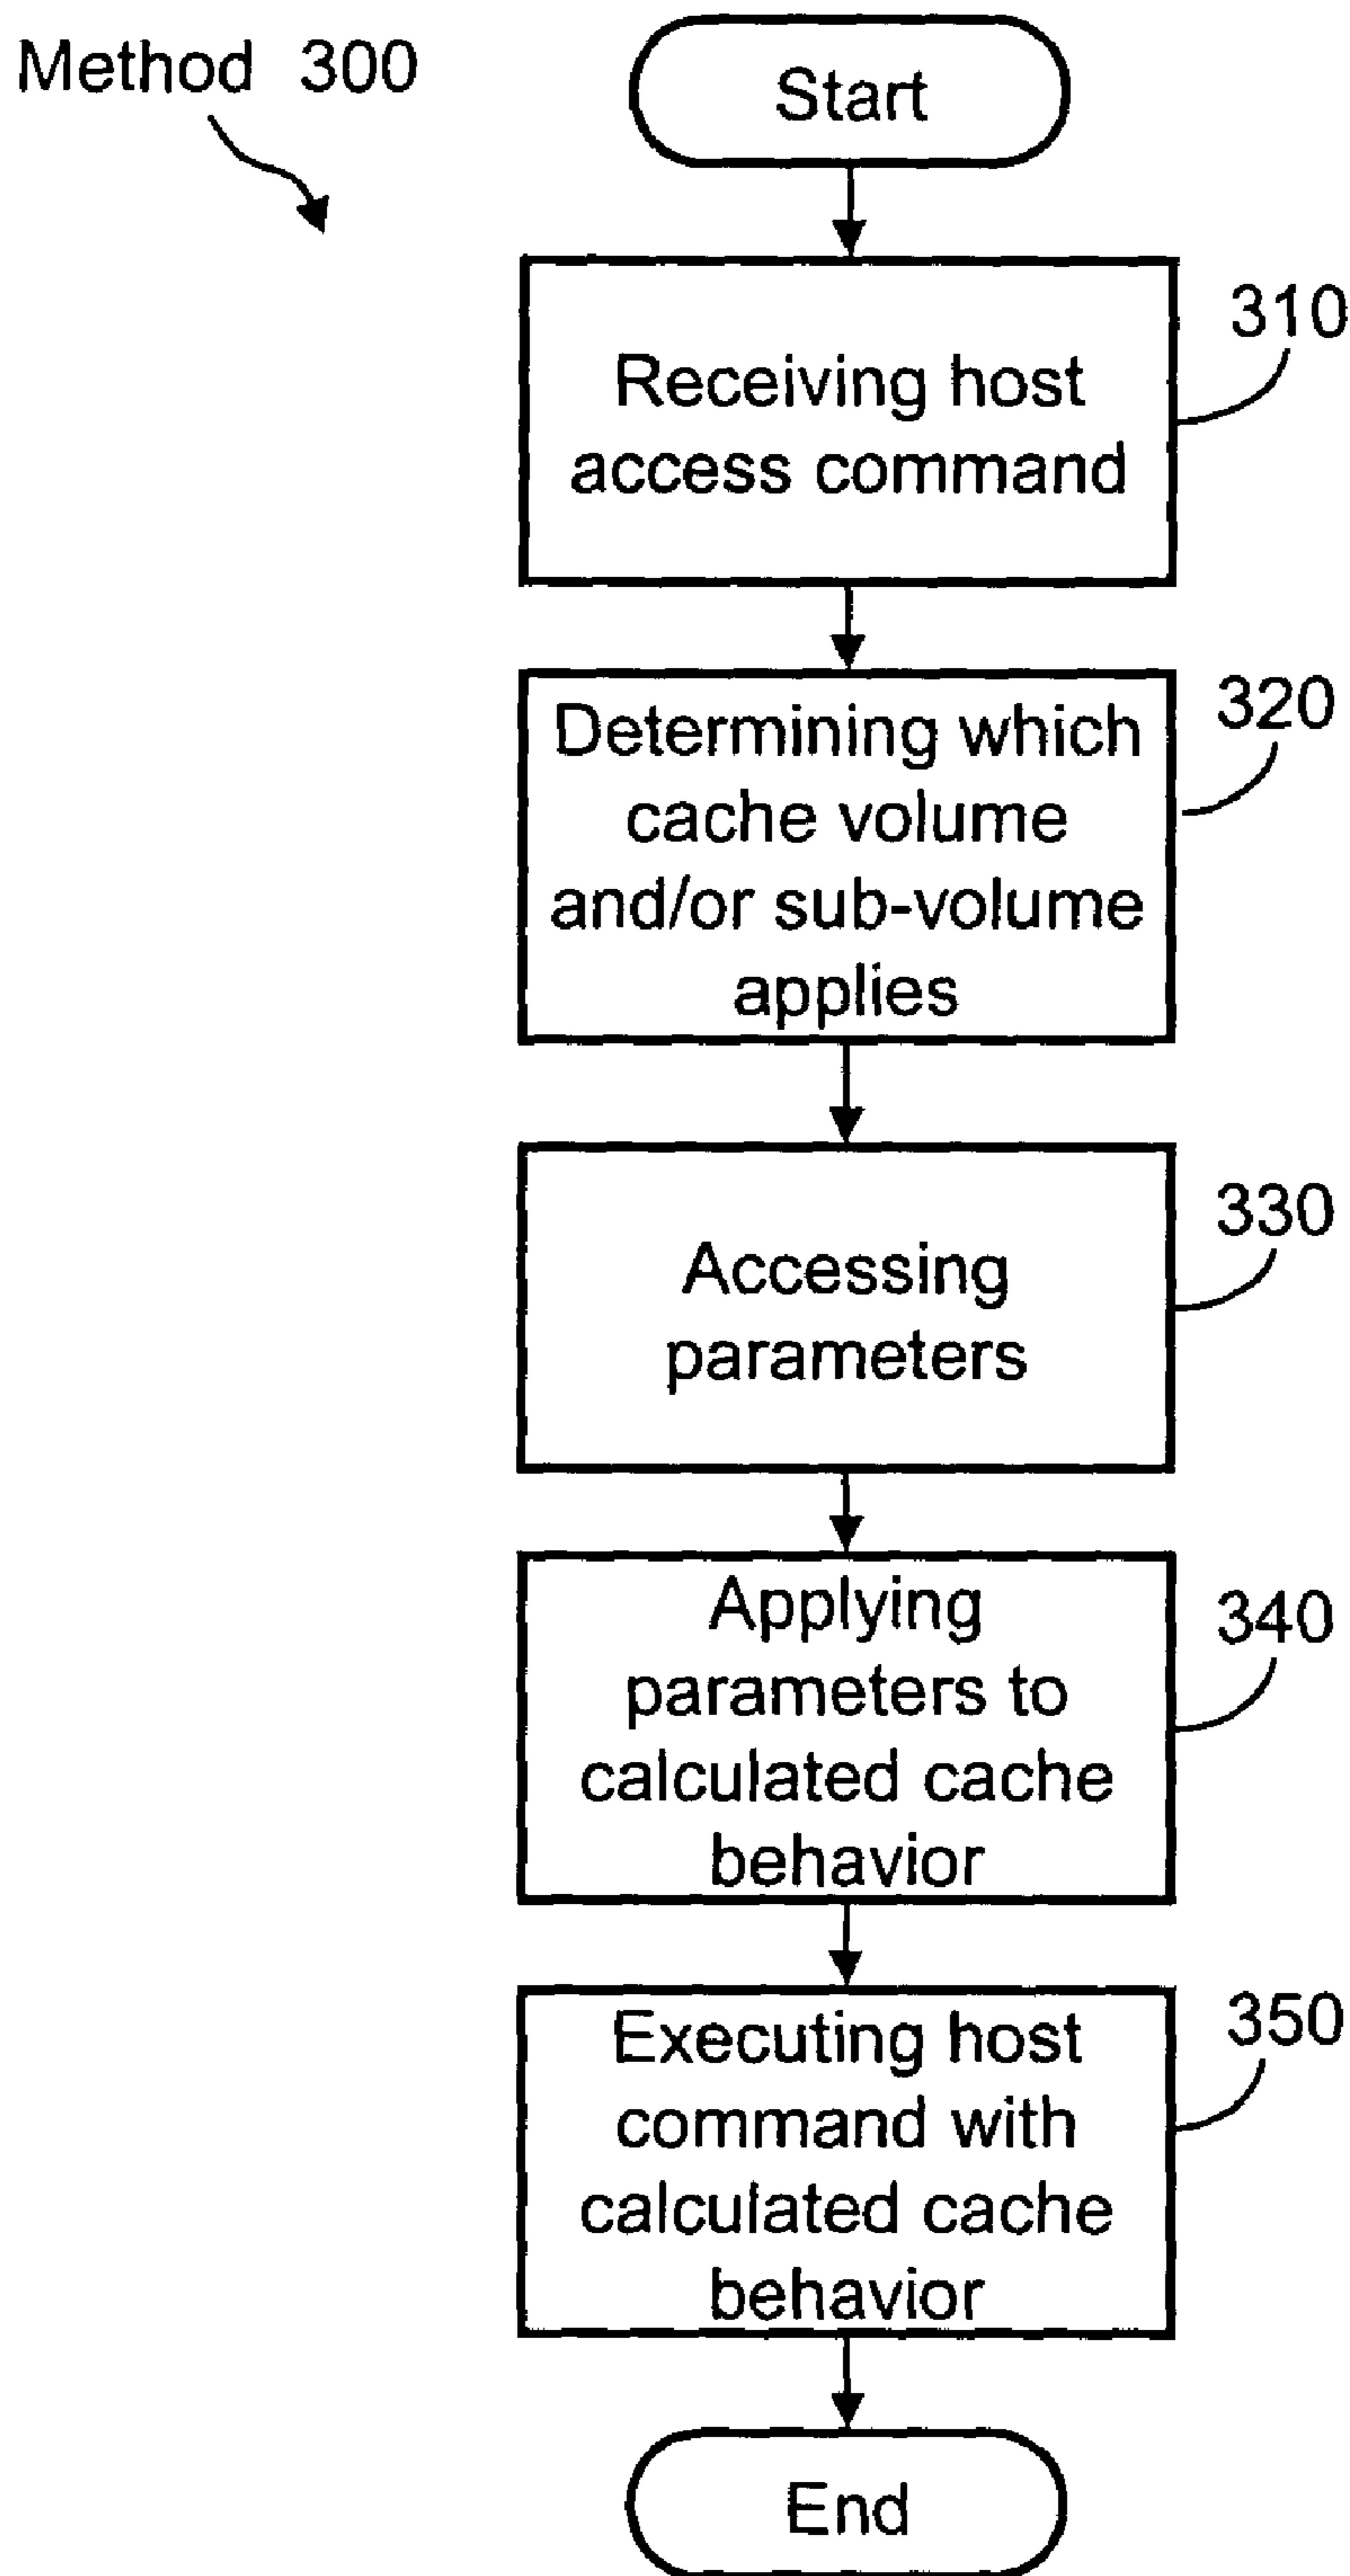 Method 300
Start
310
Receiving host
access command
320
Determining which
cache volume
and/or sub-volume
applies
330
Accessing
parameters
340
Applying
parameters to
calculated cache
behavior
350
Executing host
command with
calculated cache
behavior
End